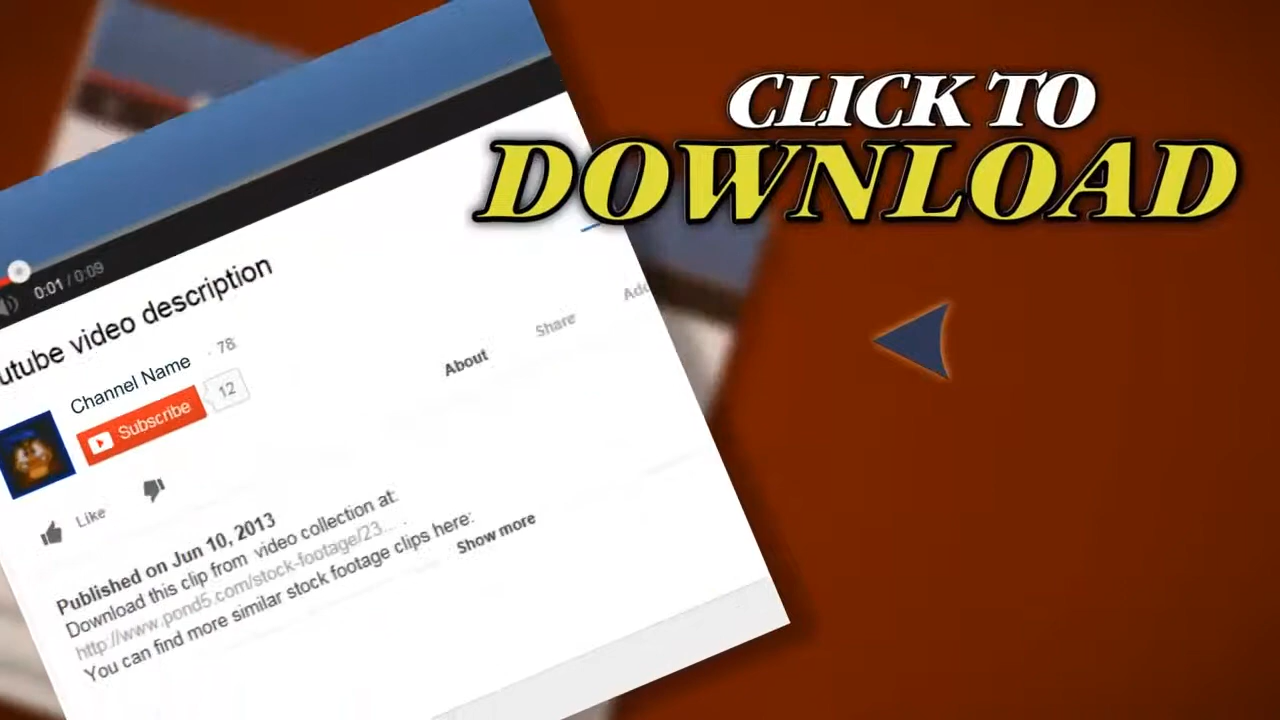 CLICK TO
DOWNLOAD
0:01 / 0:09
utube video description
Channel Name
78
Subscribe
12
About
Share
Add
Like
Published on Jun 10, 2013
Download this clip from video collection at:
http://www.pond5.com/stock-footage/23...
You can find more similar stock footage clips here:
Show more